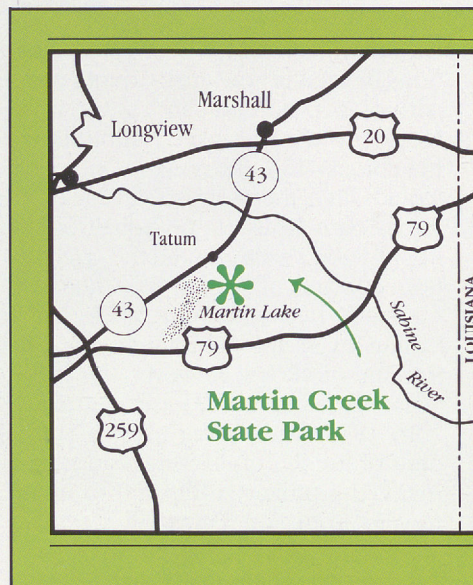 Marshall
Longview
20
43
79
Tatum
43
Martin Lake
79
Sabine
River
LOUISIANA
Martin Creek
State Park
259